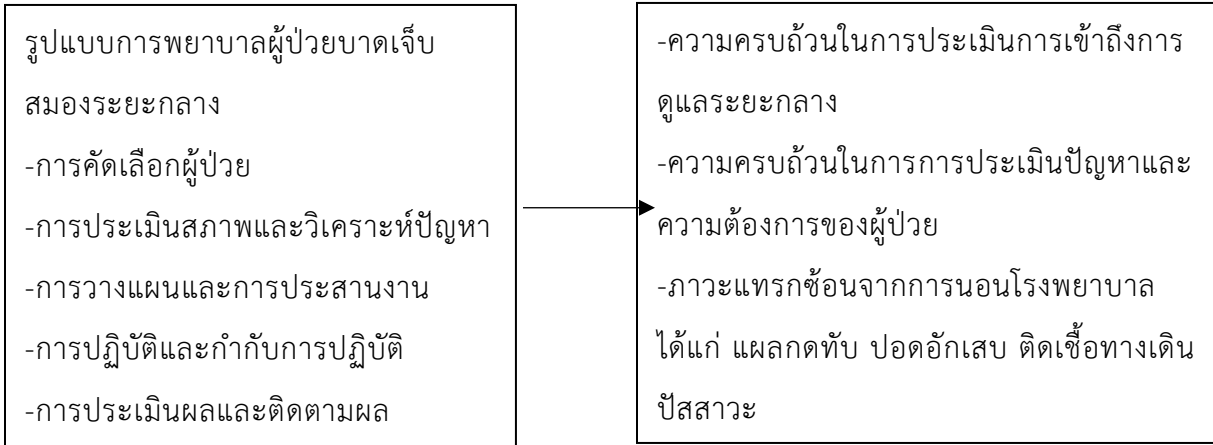 รูปแบบการพยาบาลผู้ป่วยบาดเจ็บ
สมองระยะกลาง
-การคัดเลือกผู้ป่วย
-การประเมินสภาพและวิเคราะห์ปัญหา
-การวางแผนและการประสานงาน
-การปฏิบัติและกำกับการปฏิบัติ
-การประเมินผลและติดตามผล
-ความครบถ้วนในการประเมินการเข้าถึงการ
ดูแลระยะกลาง
-ความครบถ้วนในการการประเมินปัญหาและ
ความต้องการของผู้ป่วย
-ภาวะแทรกซ้อนจากการนอนโรงพยาบาล
ได้แก่ แผลกดทับ ปอดอักเสบ ติดเชื้อทางเดิน
ปัสสาวะ